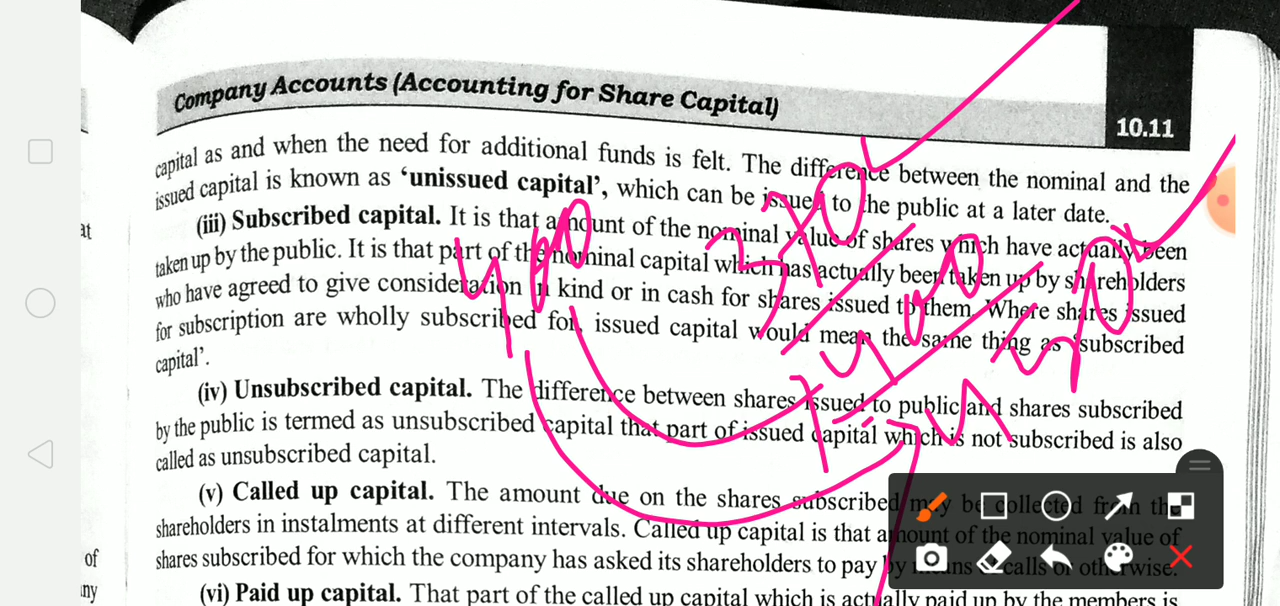 Company Accounts (Accounting for Share Capital)
10.11
capital as and when the need for additional funds is felt. The difference between the nominal and the
issued capital is known as ‘unissued capital’, which can be issued to the public at a later date.
(iii) Subscribed capital. It is that amount of the nominal value of shares which have actually been
taken up by the public. It is that part of the nominal capital which has actually been taken up by shareholders
who have agreed to give consideration in kind or in cash for shares issued to them. Where shares issued
for subscription are wholly subscribed for, issued capital would mean the same thing as ‘subscribed
capital’.
(iv) Unsubscribed capital. The difference between shares issued to public and shares subscribed
by the public is termed as unsubscribed capital that part of issued capital which is not subscribed is also
called as unsubscribed capital.
(v) Called up capital. The amount due on the shares subscribed may be collected from the
shareholders in instalments at different intervals. Called up capital is that amount of the nominal value of
shares subscribed for which the company has asked its shareholders to pay by means of calls or otherwise.
(vi) Paid up capital. That part of the called up capital which is actually paid up by the members is
at
of
ny